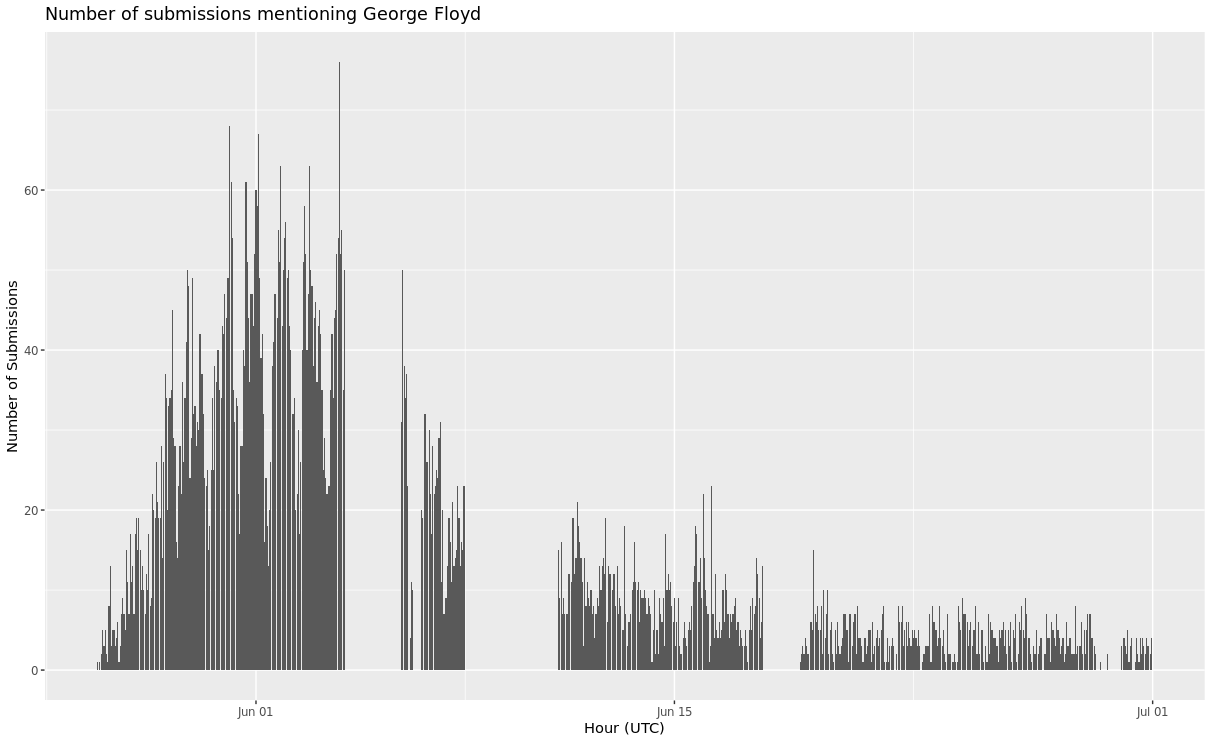 Number of submissions mentioning George Floyd
Number of Submissions
60
40
20
0
Jun 01
Jun 15
Jul 01
Hour (UTC)